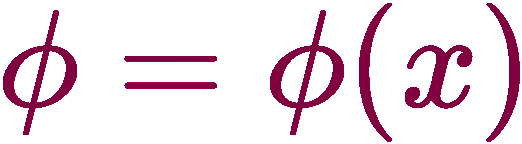 ϕ = ϕ(x)